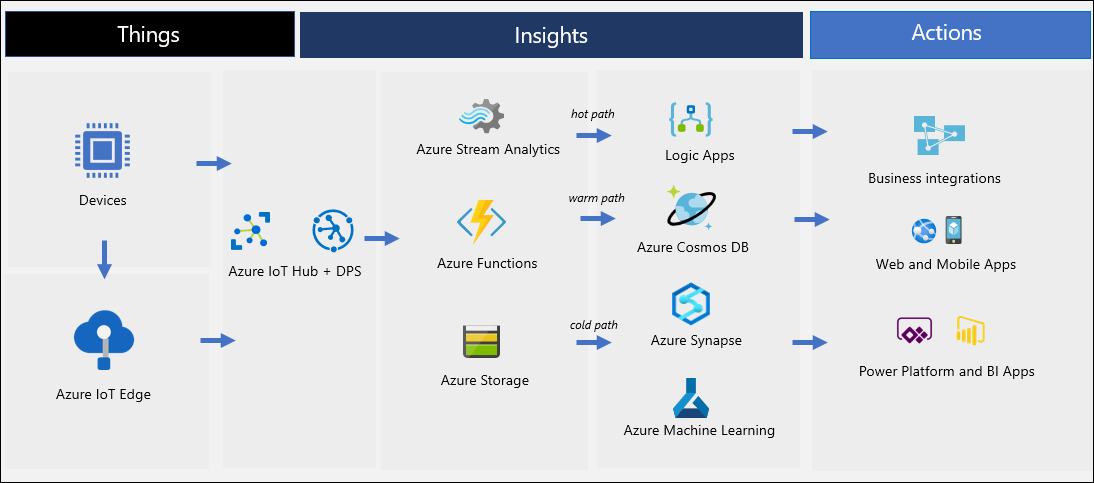 Things
Insights
Actions
Devices
Azure IoT Edge
Azure IoT Hub + DPS
Azure Stream Analytics
Azure Functions
Azure Storage
hot path
warm path
cold path
Logic Apps
Azure Cosmos DB
Azure Synapse
Azure Machine Learning
Business integrations
Web and Mobile Apps
Power Platform and BI Apps